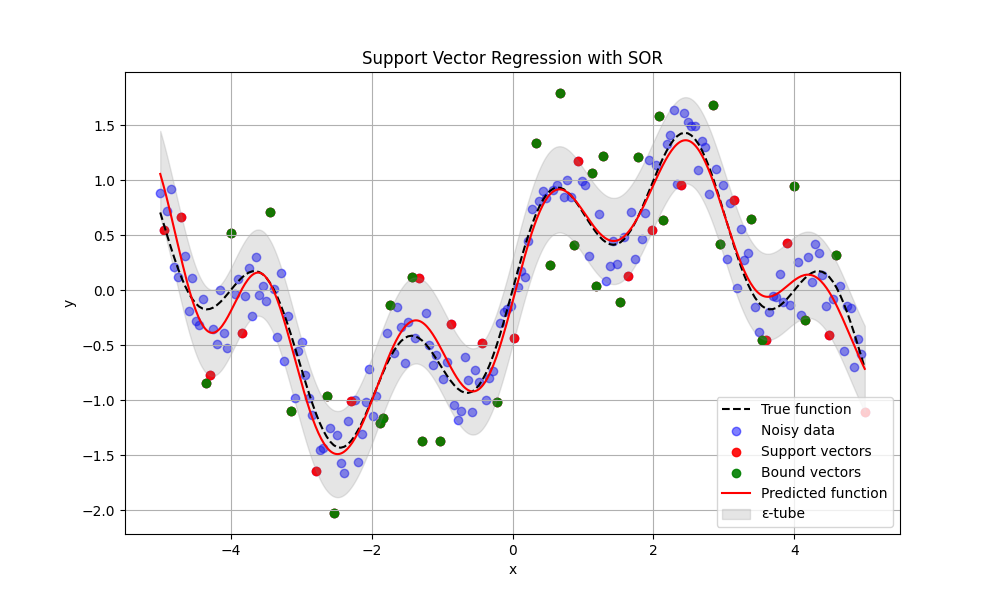 Support Vector Regression with SOR
y
1.5
1.0
0.5
0.0
−0.5
−1.0
−1.5
−2.0
−4
−2
0
2
4
x
True function
Noisy data
Support vectors
Bound vectors
Predicted function
ε-tube